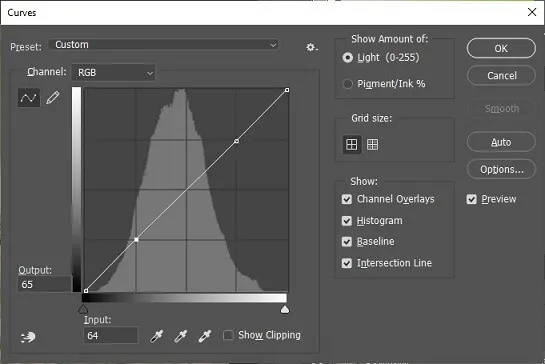 Curves
Preset: Custom
Channel: RGB
Output:
65
Input:
64
Show Clipping
Show Amount of:
Light (0-255)
Pigment/Ink %
Grid size:
Show:
Channel Overlays
Histogram
Baseline
Intersection Line
OK
Cancel
Smooth
Auto
Options...
Preview